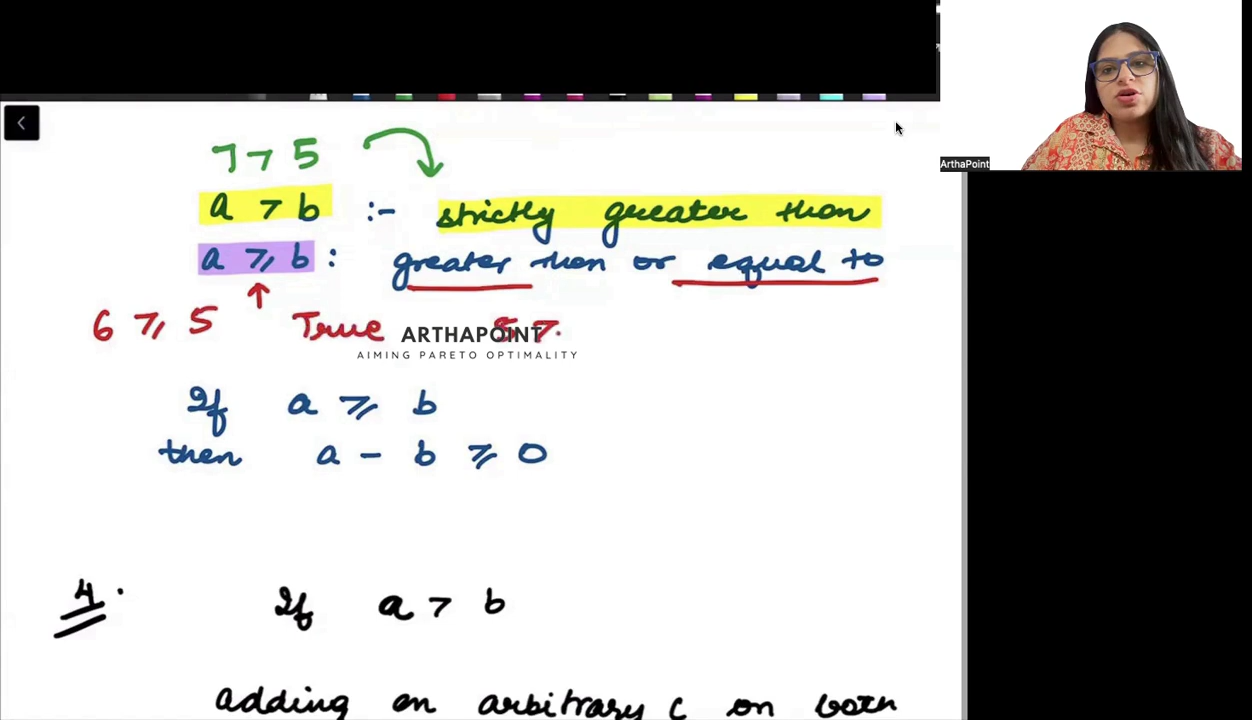 7 > 5
a > b :- strictly greater than
a ⩾ b : greater than or equal to
6 ⩾ 5 True 5 >
ARTHAPOINT
AIMING PARETO OPTIMALITY
If a ⩾ b
then a - b ⩾ 0
4. If a > b
adding an arbitrary c on both
ArthaPoint